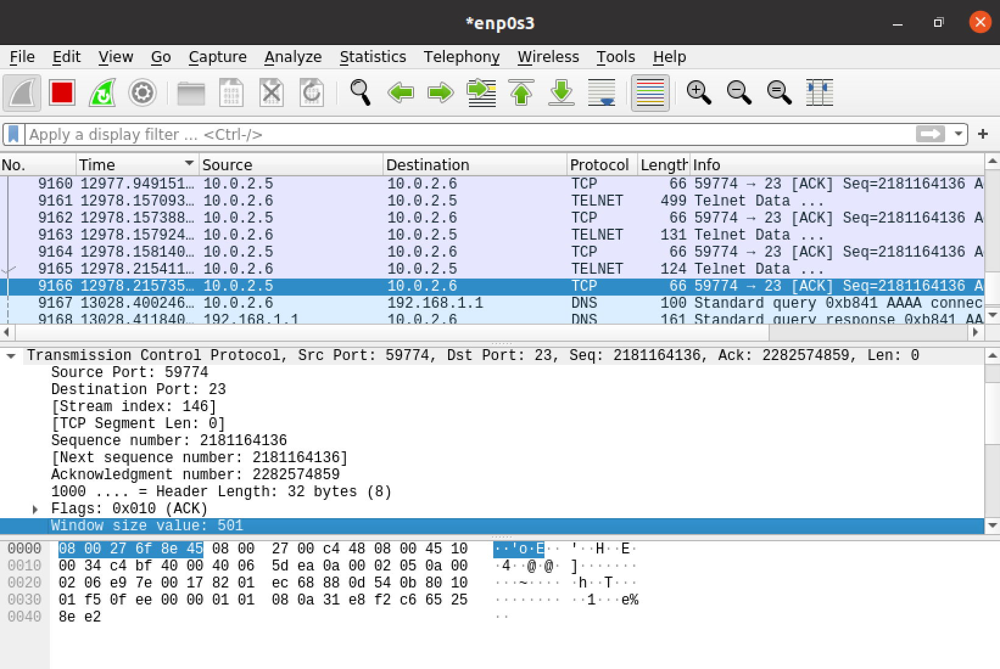 *enp0s3
File Edit View Go Capture Analyze Statistics Telephony Wireless Tools Help
Apply a display filter ... <Ctrl-/>
No. Time Source Destination Protocol Length Info
9160 12977.949151… 10.0.2.5 10.0.2.6 TCP 66 59774 → 23 [ACK] Seq=2181164136 A
9161 12978.157093… 10.0.2.6 10.0.2.5 TELNET 499 Telnet Data ...
9162 12978.157388… 10.0.2.5 10.0.2.6 TCP 66 59774 → 23 [ACK] Seq=2181164136 A
9163 12978.157924… 10.0.2.6 10.0.2.5 TELNET 131 Telnet Data ...
9164 12978.158140… 10.0.2.5 10.0.2.6 TCP 66 59774 → 23 [ACK] Seq=2181164136 A
9165 12978.215411… 10.0.2.6 10.0.2.5 TELNET 124 Telnet Data ...
9166 12978.215735… 10.0.2.5 10.0.2.6 TCP 66 59774 → 23 [ACK] Seq=2181164136 A
9167 13028.400246… 10.0.2.6 192.168.1.1 DNS 100 Standard query 0xb841 AAAA connec
9168 13028.411840… 192.168.1.1 10.0.2.6 DNS 161 Standard query response 0xb841 AA
Transmission Control Protocol, Src Port: 59774, Dst Port: 23, Seq: 2181164136, Ack: 2282574859, Len: 0
Source Port: 59774
Destination Port: 23
[Stream index: 146]
[TCP Segment Len: 0]
Sequence number: 2181164136
[Next sequence number: 2181164136]
Acknowledgment number: 2282574859
1000 .... = Header Length: 32 bytes (8)
Flags: 0x010 (ACK)
Window size value: 501
0000 08 00 27 6f 8e 45 08 00 27 00 c4 48 08 00 45 10 ··'o·E·· '··H··E·
0010 00 34 c4 bf 40 00 40 06 5d ea 0a 00 02 05 0a 00 ·4··@·@· ]·······
0020 02 06 e9 7e 00 17 82 01 ec 68 88 0d 54 0b 80 10 ···~···· ·h··T···
0030 01 f5 0f ee 00 00 01 01 08 0a 31 e8 f2 c6 65 25 ········ ··1···e%
0040 8e e2 ··